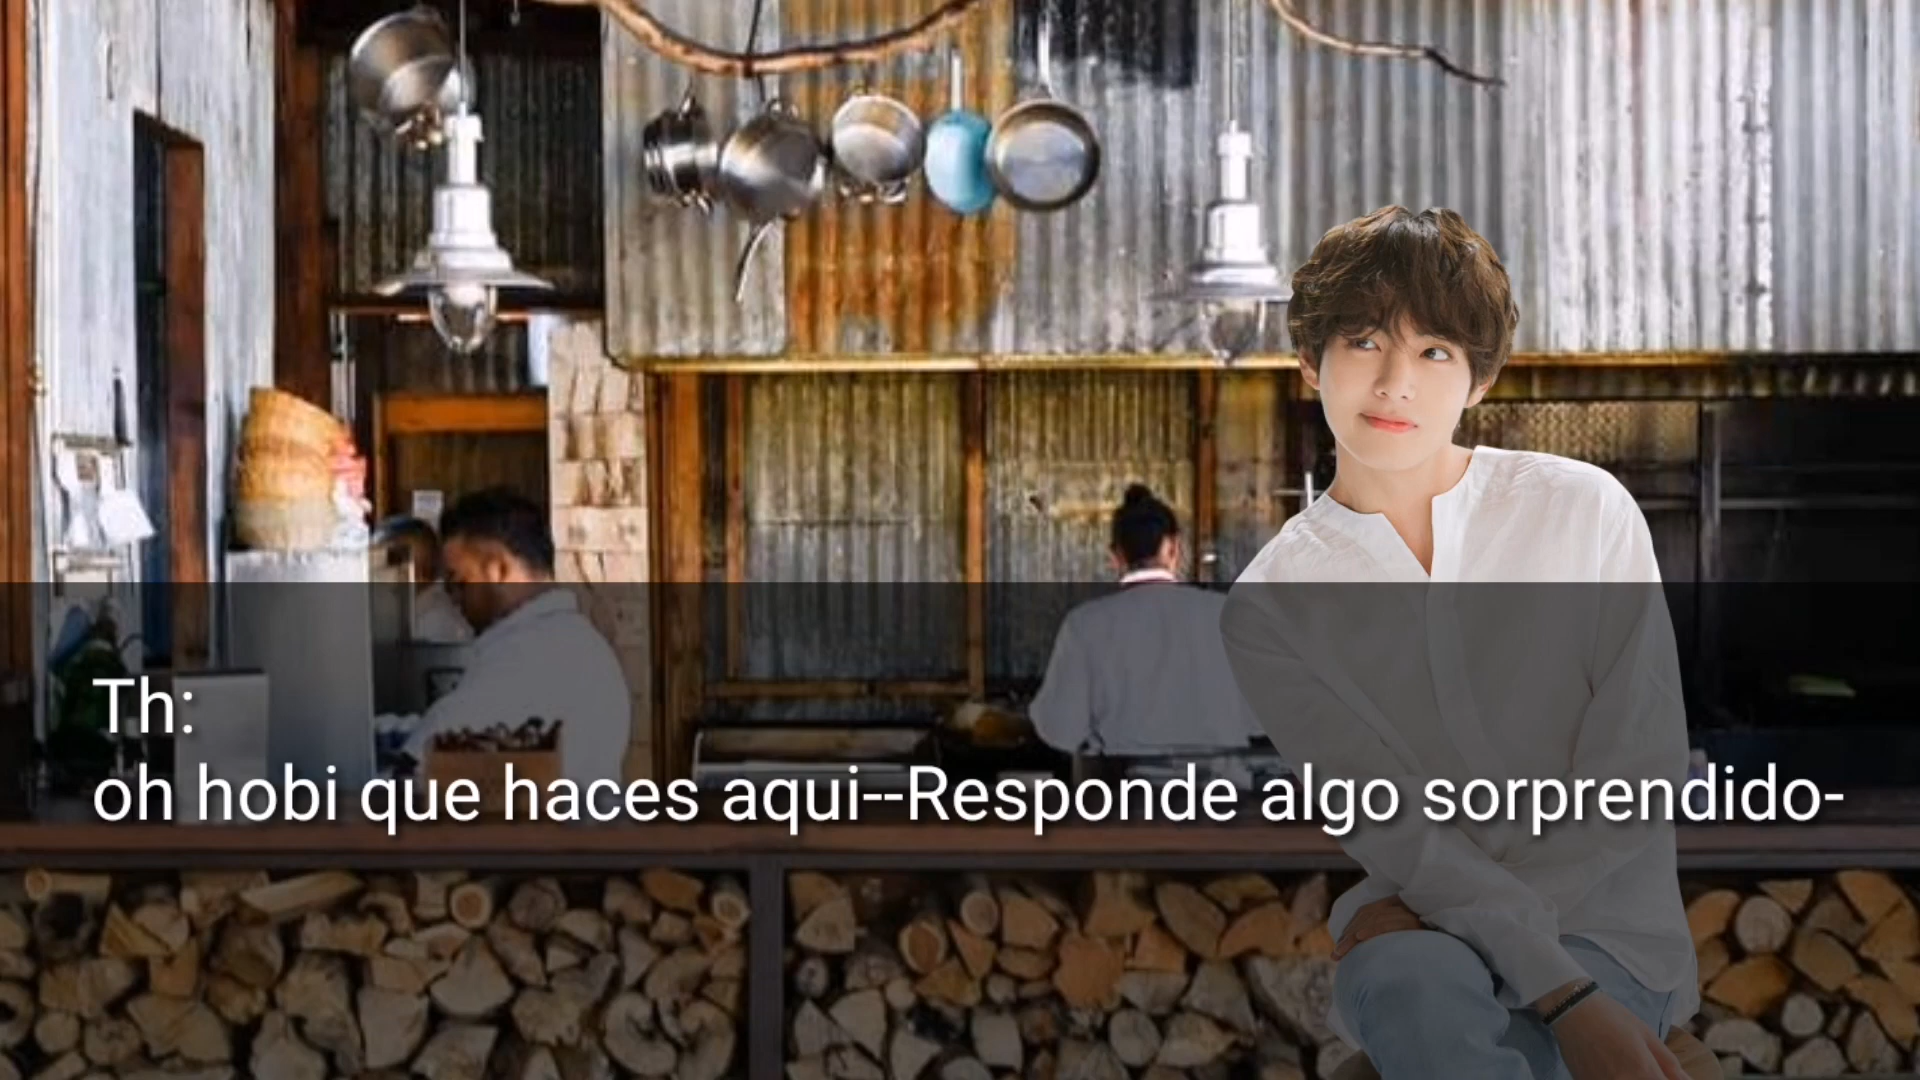 Th:
oh hobi que haces aqui--Responde algo sorprendido-